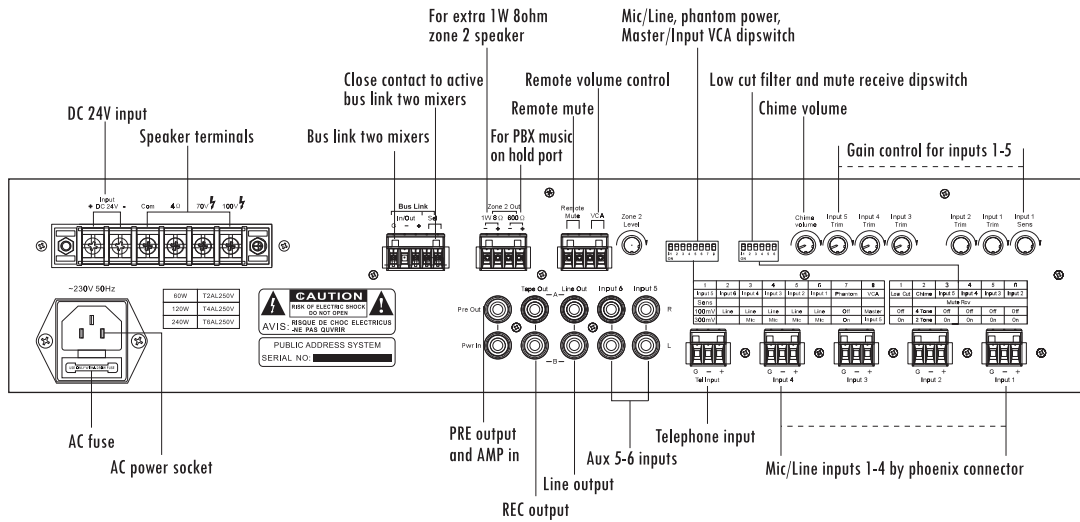 For extra 1W 8ohm
zone 2 speaker
Mic/Line, phantom power,
Master/Input VCA dipswitch
Close contact to active
bus link two mixers
Remote volume control
Low cut filter and mute receive dipswitch
DC 24V input
Remote mute
Chime volume
Speaker terminals
Bus link two mixers
For PBX music
on hold port
Gain control for inputs 1-5
Input
+ DC 24V -
Com
4Ω
70V
100V
Bus Link
In/Out
Sel
G - +
Zone 2 Out
1W 8Ω
600Ω
- +
- +
Remote
Mute
VCA
Zone 2
Level
Chime
volume
Input 5
Trim
Input 4
Trim
Input 3
Trim
Input 2
Trim
Input 1
Trim
Input 1
Sens
~230V 50Hz
60W T2AL250V
120W T4AL250V
240W T6AL250V
CAUTION
RISK OF ELECTRIC SHOCK
DO NOT OPEN
AVIS: RISQUE DE CHOC ELECTRICUS
.NE PAS QUVRIR
PUBLIC ADDRESS SYSTEM
SERIAL NO:
Tape Out
Line Out
Input 6
Input 5
—A—
Pre Out
R
Pwr In
L
—B—
1 2 3 4 5 6 7 8
Input 5 Input 6 Input 4 Input 3 Input 2 Input 1 Phantom VCA
Sens
100mV Line Line Line Line Line Off Master
300mV Mic Mic Mic Mic On Input 5
1 2 3 4 5
Low Cut Chime Input 5 Input 4 Input 3 Input 2
Mute Rcv
Off 4 Tone Off Off Off Off
On 2 Tone On On On On
G - +
Tel Input
G - +
Input 4
G - +
Input 3
G - +
Input 2
G - +
Input 1
AC fuse
AC power socket
PRE output
and AMP in
REC output
Line output
Aux 5-6 inputs
Telephone input
Mic/Line inputs 1-4 by phoenix connector